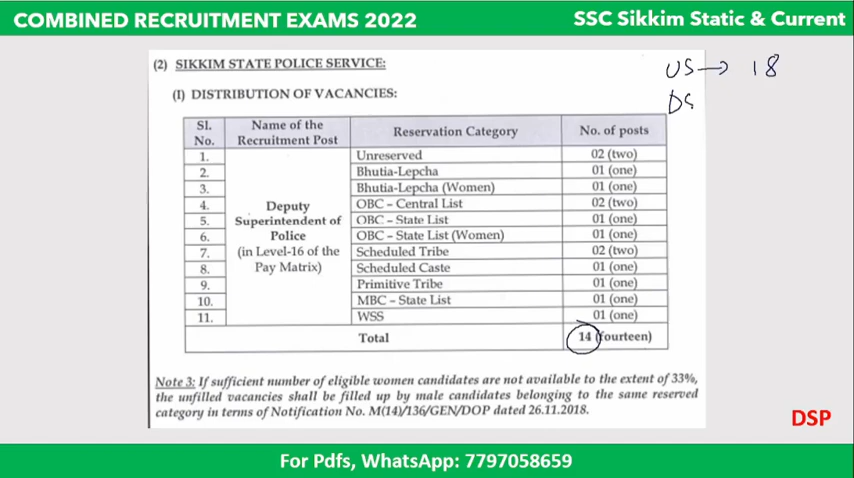 COMBINED RECRUITMENT EXAMS 2022 SSC Sikkim Static & Current
(2) SIKKIM STATE POLICE SERVICE:
US → 18
(I) DISTRIBUTION OF VACANCIES:
DS
Sl. No. Name of the Recruitment Post Reservation Category No. of posts
1. Unreserved 02 (two)
2. Bhutia-Lepcha 01 (one)
3. Bhutia-Lepcha (Women) 01 (one)
4. Deputy OBC – Central List 02 (two)
5. Superintendent of OBC – State List 01 (one)
6. Police OBC – State List (Women) 01 (one)
7. (in Level-16 of the Scheduled Tribe 02 (two)
8. Pay Matrix) Scheduled Caste 01 (one)
9. Primitive Tribe 01 (one)
10. MBC – State List 01 (one)
11. WSS 01 (one)
Total 14 (fourteen)
Note 3: If sufficient number of eligible women candidates are not available to the extent of 33%,
the unfilled vacancies shall be filled up by male candidates belonging to the same reserved
category in terms of Notification No. M(14)/136/GEN/DOP dated 26.11.2018.
DSP
For Pdfs, WhatsApp: 7797058659